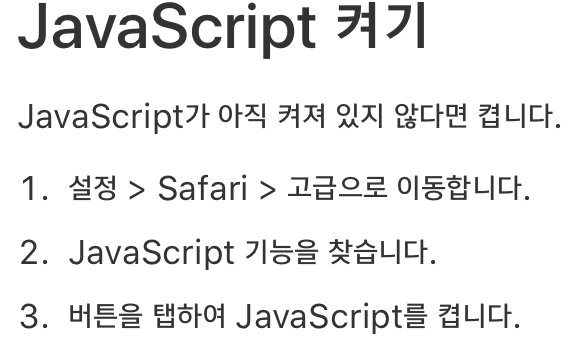 JavaScript 켜기
JavaScript가 아직 켜져 있지 않다면 켭니다.
1. 설정 > Safari > 고급으로 이동합니다.
2. JavaScript 기능을 찾습니다.
3. 버튼을 탭하여 JavaScript를 켭니다.